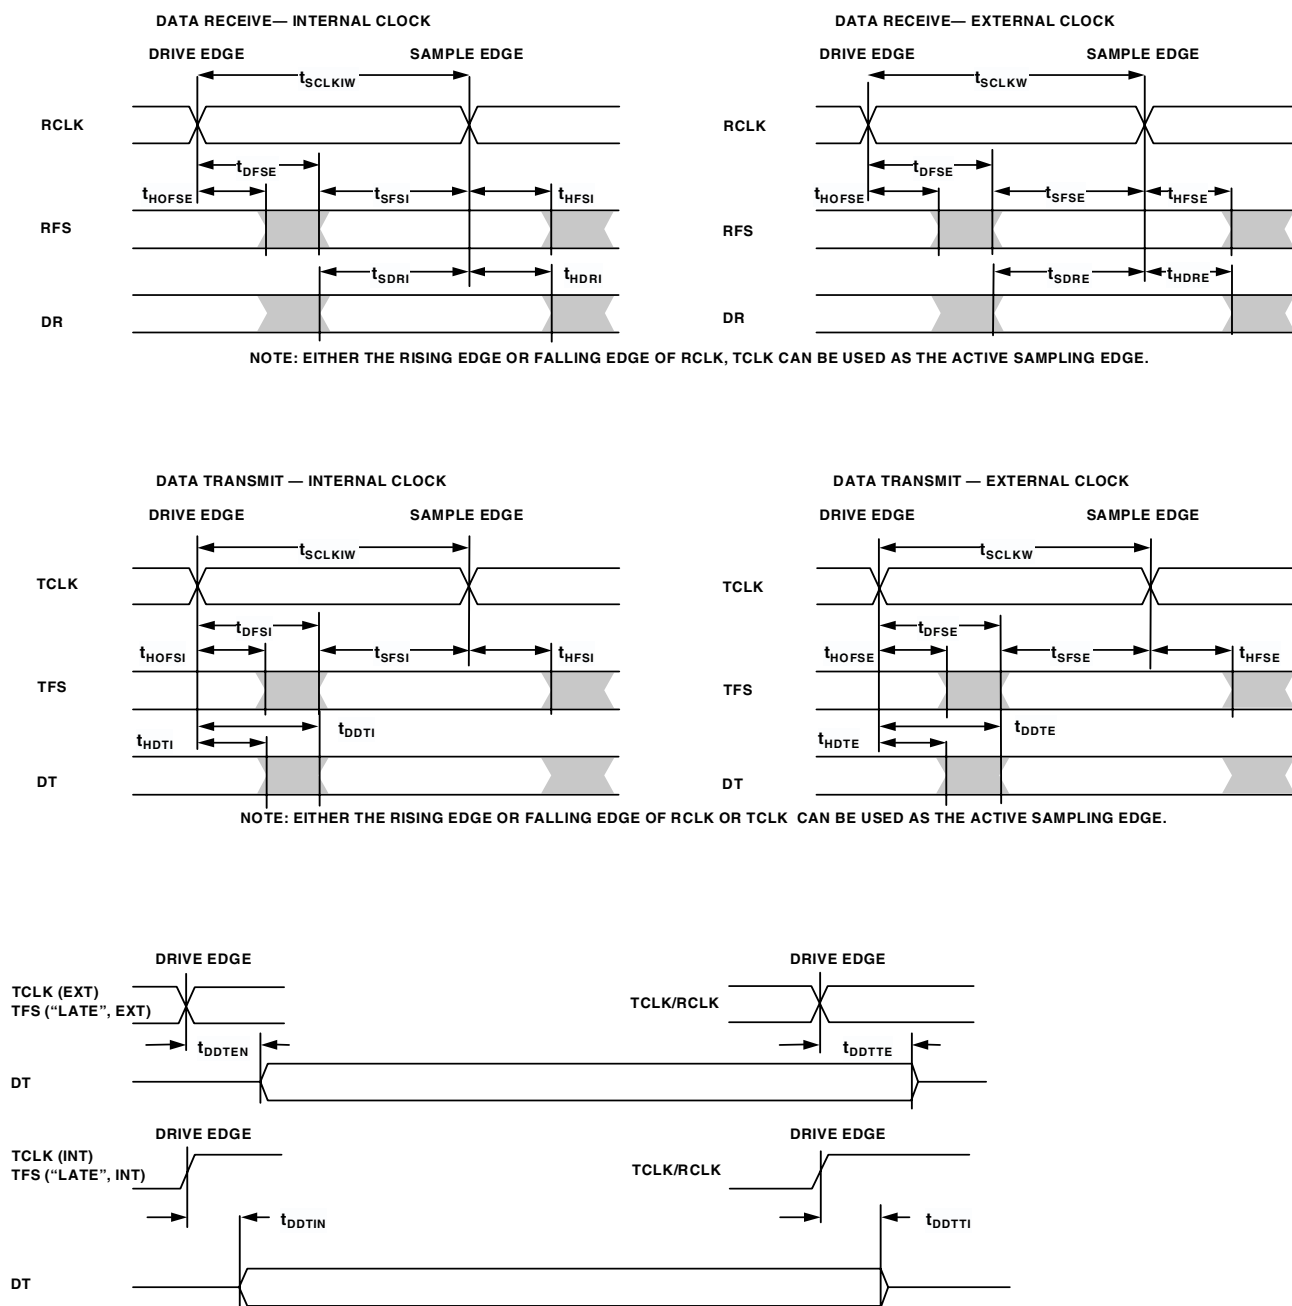 DATA RECEIVE— INTERNAL CLOCK
DATA RECEIVE— EXTERNAL CLOCK
DRIVE EDGE
SAMPLE EDGE
DRIVE EDGE
SAMPLE EDGE
tSCLKIW
tSCLKW
RCLK
RCLK
tDFSE
tDFSE
tHOFSE
tSFSI
tHFSI
tHOFSE
tSFSE
tHFSE
RFS
RFS
tSDRI
tHDRI
tSDRE
tHDRE
DR
DR
NOTE: EITHER THE RISING EDGE OR FALLING EDGE OF RCLK, TCLK CAN BE USED AS THE ACTIVE SAMPLING EDGE.
DATA TRANSMIT — INTERNAL CLOCK
DATA TRANSMIT — EXTERNAL CLOCK
DRIVE EDGE
SAMPLE EDGE
DRIVE EDGE
SAMPLE EDGE
tSCLKIW
tSCLKW
TCLK
TCLK
tDFSI
tDFSE
tHOFSI
tSFSI
tHFSI
tHOFSE
tSFSE
tHFSE
TFS
TFS
tDDTI
tDDTE
tHDTI
tHDTE
DT
DT
NOTE: EITHER THE RISING EDGE OR FALLING EDGE OF RCLK OR TCLK CAN BE USED AS THE ACTIVE SAMPLING EDGE.
DRIVE EDGE
DRIVE EDGE
TCLK (EXT)
TFS (“LATE”, EXT)
TCLK/RCLK
tDDTEN
tDDTTE
DT
DRIVE EDGE
DRIVE EDGE
TCLK (INT)
TFS (“LATE”, INT)
TCLK/RCLK
tDDTIN
tDDTTI
DT